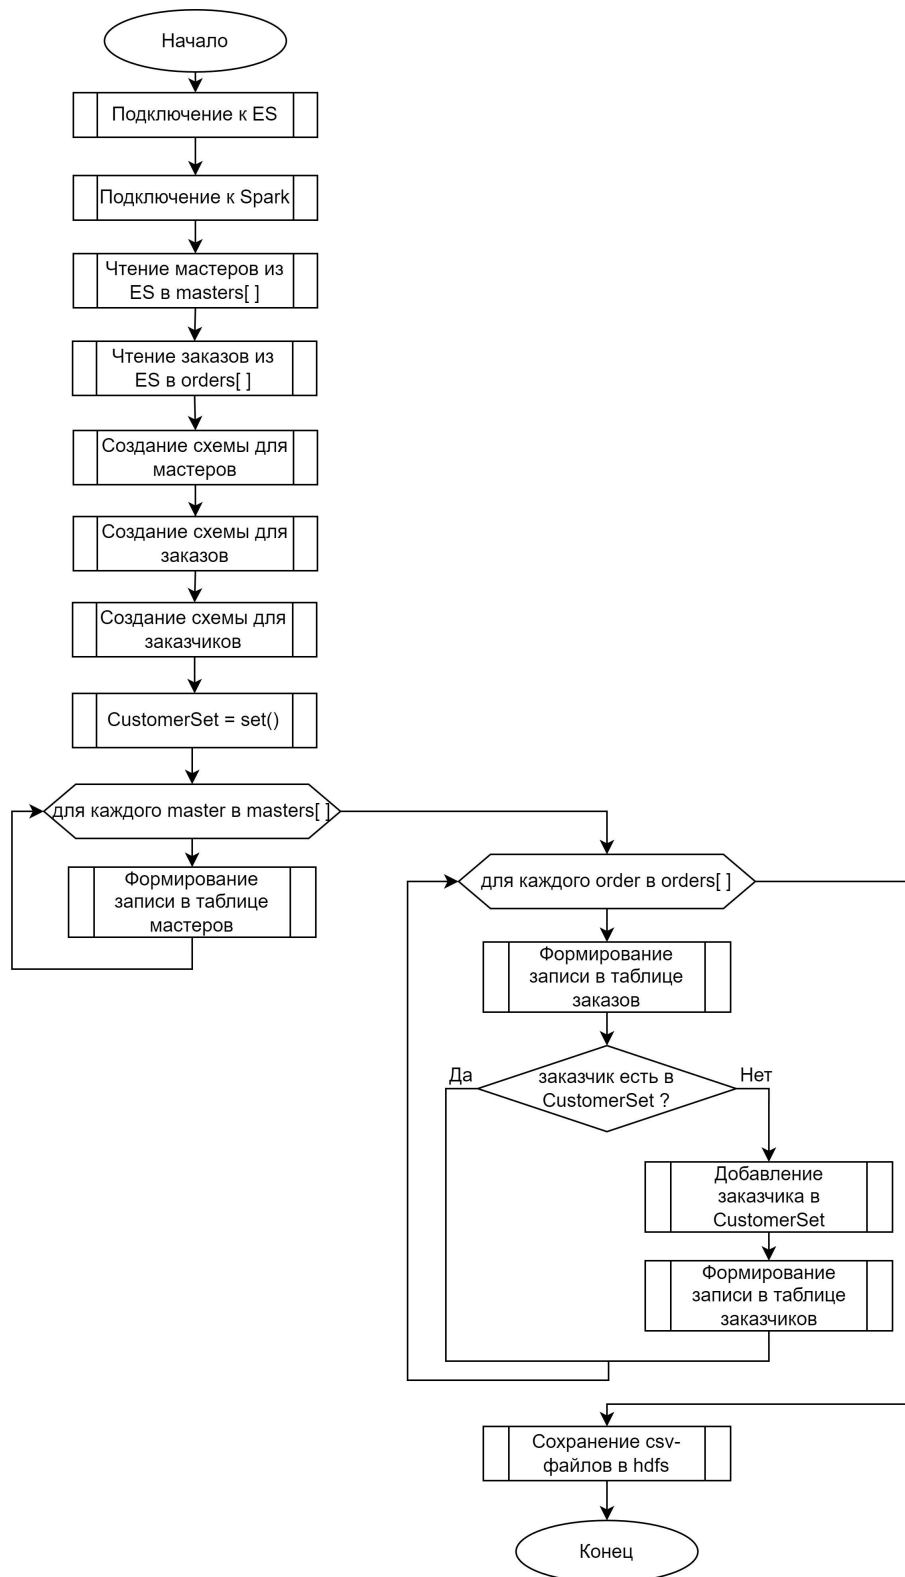 Начало
Подключение к ES
Подключение к Spark
Чтение мастеров из
ES в masters[ ]
Чтение заказов из
ES в orders[ ]
Создание схемы для
мастеров
Создание схемы для
заказов
Создание схемы для
заказчиков
CustomerSet = set()
для каждого master в masters[ ]
Формирование
записи в таблице
мастеров
для каждого order в orders[ ]
Формирование
записи в таблице
заказов
Да
заказчик есть в
CustomerSet ?
Нет
Добавление
заказчика в
CustomerSet
Формирование
записи в таблице
заказчиков
Сохранение csv-
файлов в hdfs
Конец